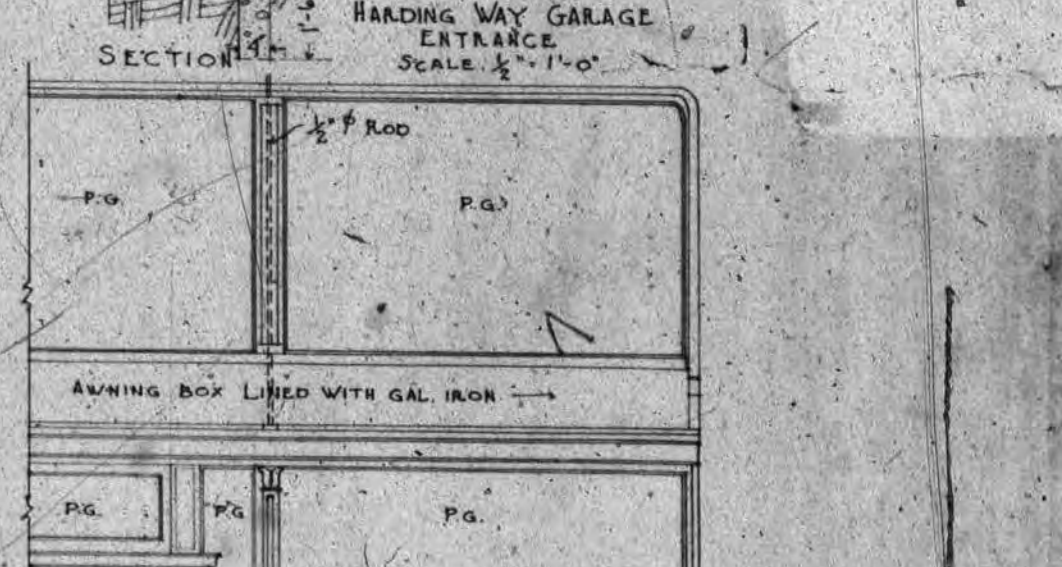 HARDING WAY GARAGE
ENTRANCE
SCALE. ½" = 1'-0"
SECTION
4"
½" φ ROD
P.G.
P.G.
AWNING BOX LINED WITH GAL. IRON
P.G.
P.G.
P.G.